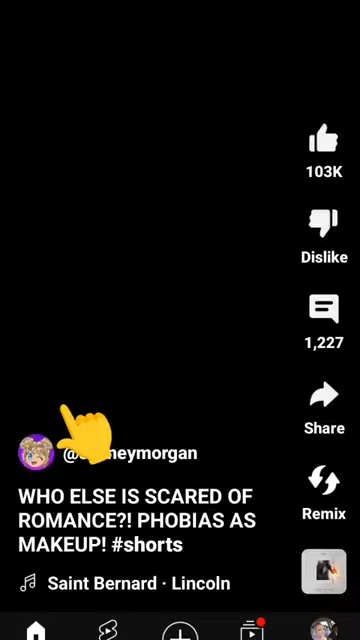 103K
Dislike
1,227
Share
Remix
WHO ELSE IS SCARED OF
ROMANCE?! PHOBIAS AS
MAKEUP! #shorts
Saint Bernard · Lincoln